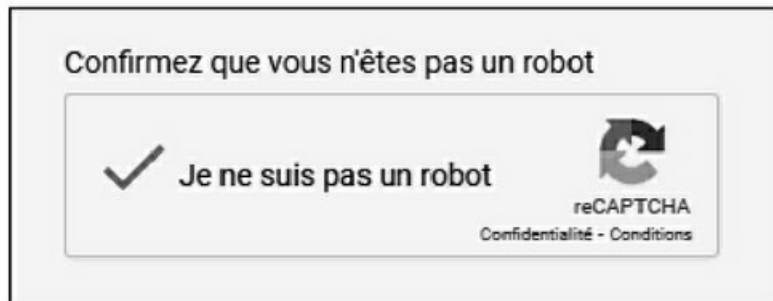 Confirmez que vous n'êtes pas un robot
Je ne suis pas un robot
reCAPTCHA
Confidentialité - Conditions